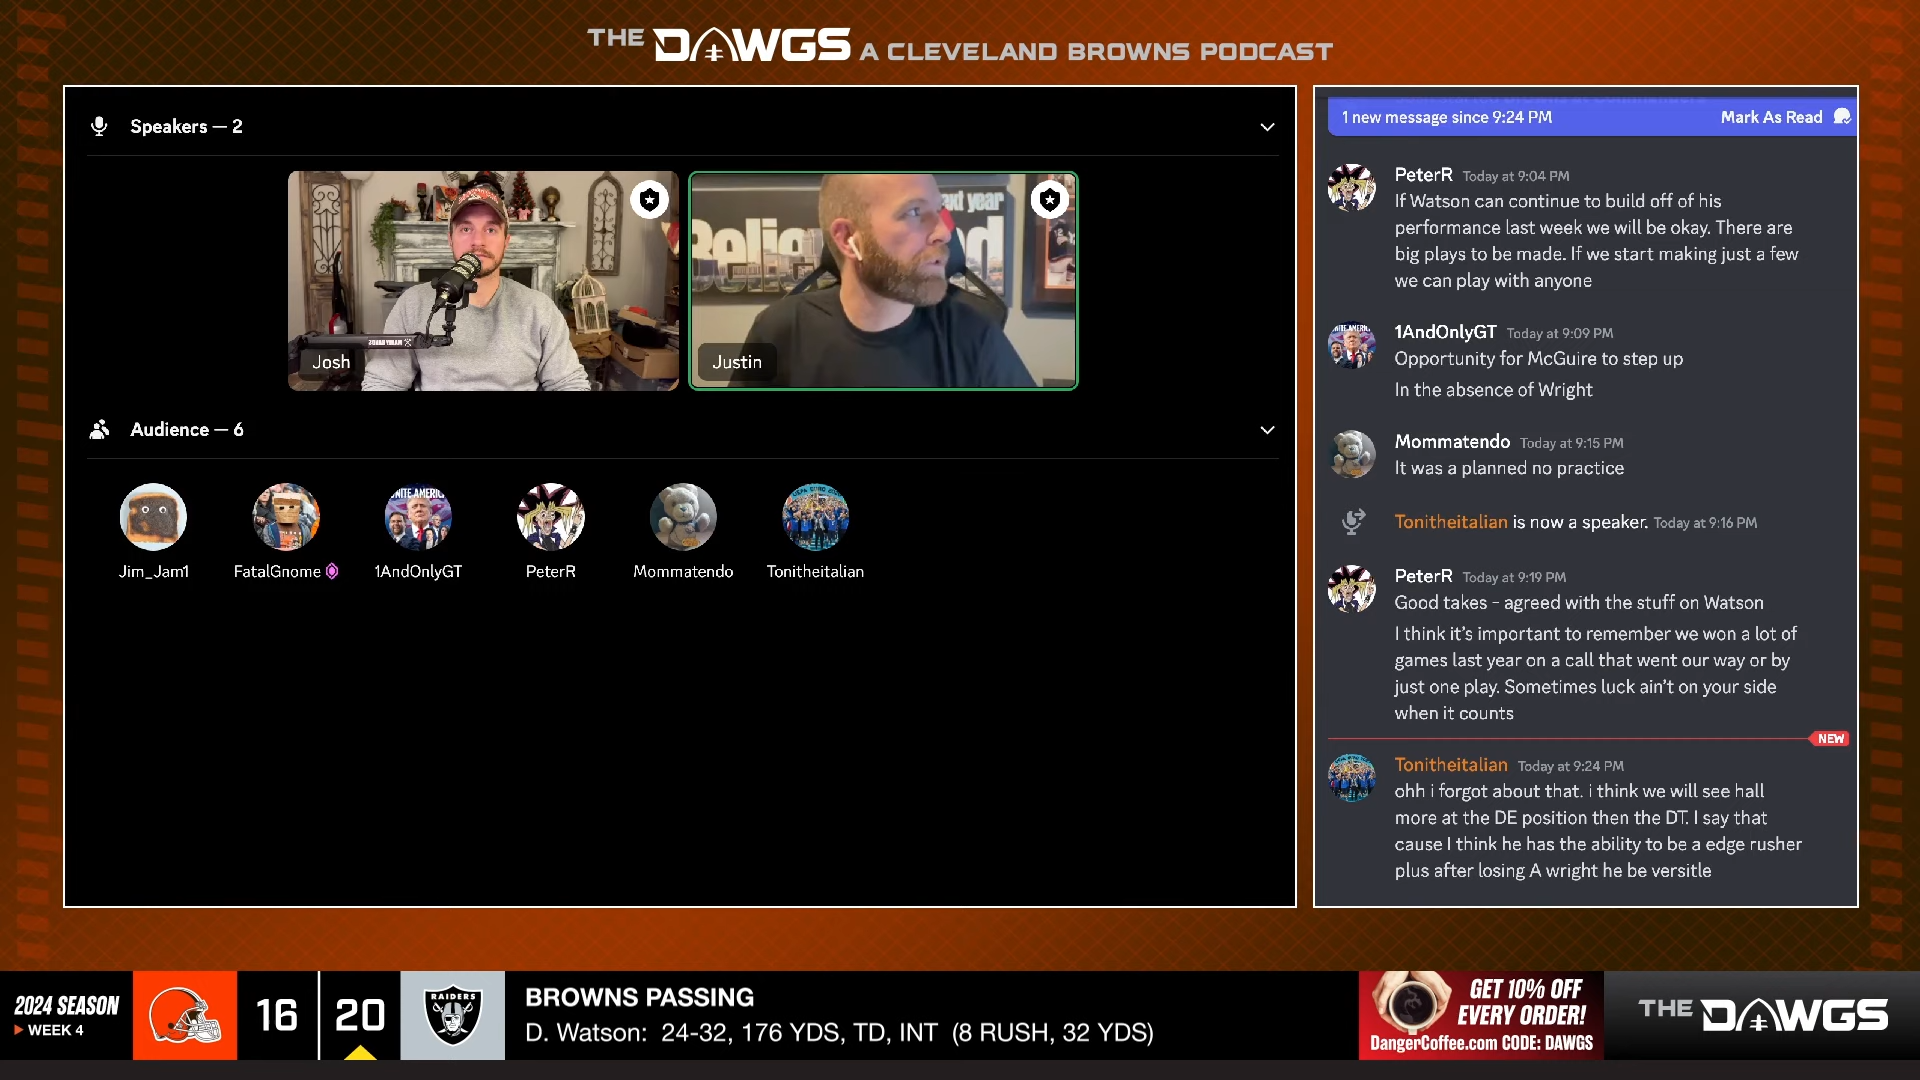 THE DAWGS A CLEVELAND BROWNS PODCAST
Speakers — 2
Josh
Justin
Audience — 6
Jim_Jam1
FatalGnome
1AndOnlyGT
PeterR
Mommatendo
Tonitheitalian
1 new message since 9:24 PM
Mark As Read
PeterR Today at 9:04 PM
If Watson can continue to build off of his
performance last week we will be okay. There are
big plays to be made. If we start making just a few
we can play with anyone
1AndOnlyGT Today at 9:09 PM
Opportunity for McGuire to step up
In the absence of Wright
Mommatendo Today at 9:15 PM
It was a planned no practice
Tonitheitalian is now a speaker. Today at 9:16 PM
PeterR Today at 9:19 PM
Good takes - agreed with the stuff on Watson
I think it's important to remember we won a lot of
games last year on a call that went our way or by
just one play. Sometimes luck ain't on your side
when it counts
NEW
Tonitheitalian Today at 9:24 PM
ohh i forgot about that. i think we will see hall
more at the DE position then the DT. I say that
cause I think he has the ability to be a edge rusher
plus after losing A wright he be versitle
2024 SEASON
WEEK 4
16
20
RAIDERS
BROWNS PASSING
D. Watson: 24-32, 176 YDS, TD, INT (8 RUSH, 32 YDS)
GET 10% OFF
EVERY ORDER!
DangerCoffee.com CODE: DAWGS
THE DAWGS